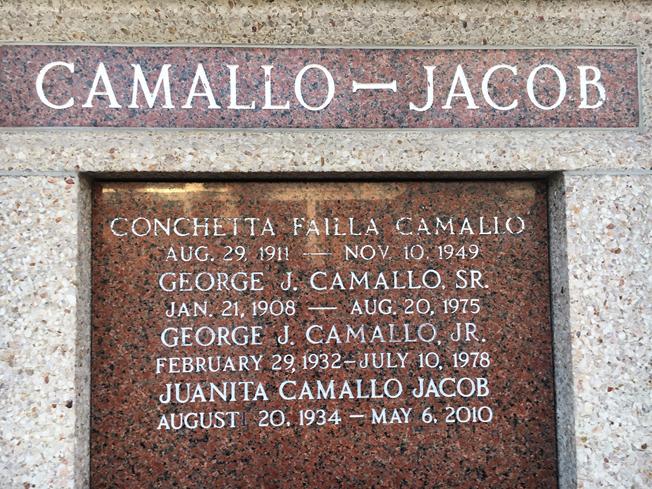 CAMALLO—JACOB
CONCHETTA FAILLA CAMALLO
AUG. 29, 1911 — NOV. 10, 1949
GEORGE J. CAMALLO, SR.
JAN. 21, 1908 — AUG. 20, 1975
GEORGE J. CAMALLO, JR.
FEBRUARY 29, 1932–JULY 10, 1978
JUANITA CAMALLO JACOB
AUGUST 20, 1934 — MAY 6, 2010